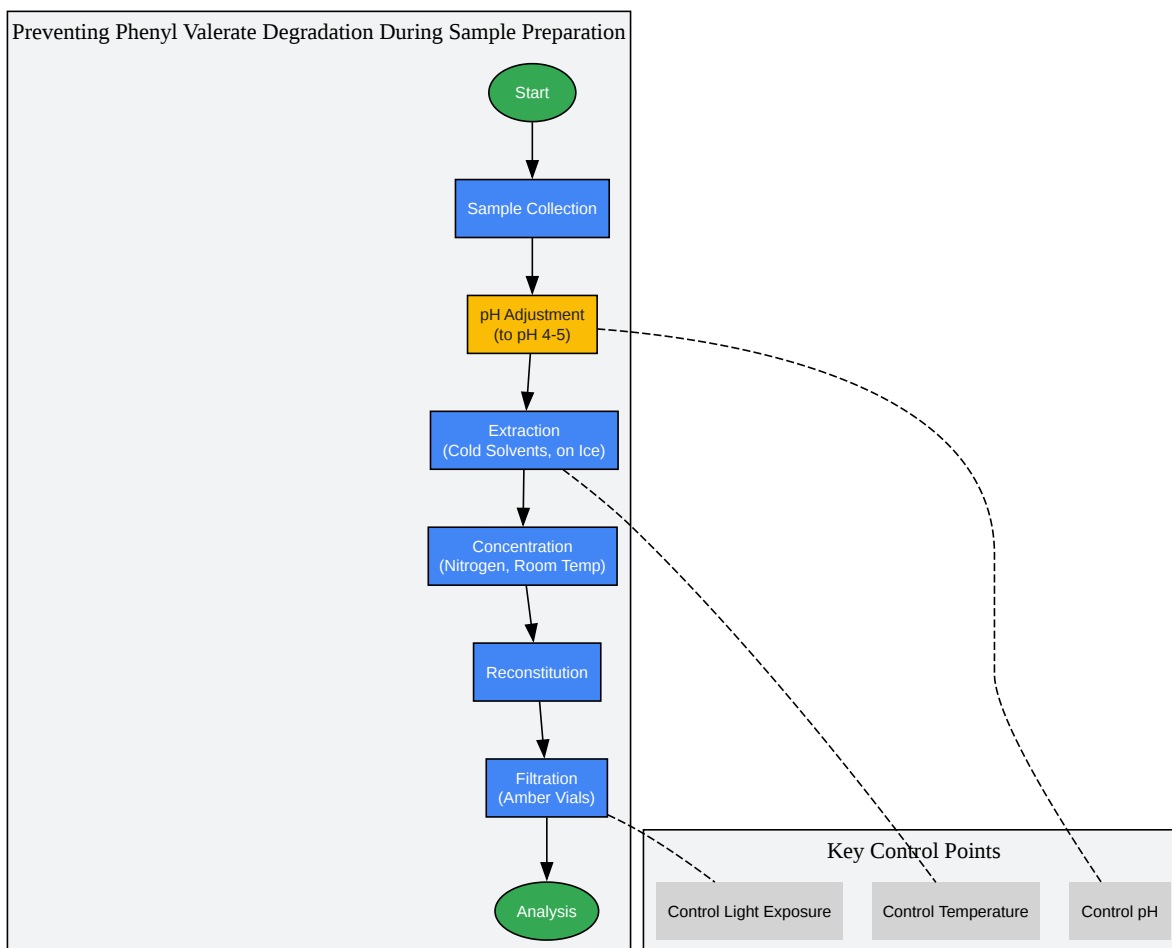 Preventing Phenyl Valerate Degradation During Sample Preparation
Start
Sample Collection
pH Adjustment
(to pH 4-5)
Extraction
(Cold Solvents, on Ice)
Concentration
(Nitrogen, Room Temp)
Reconstitution
Filtration
(Amber Vials)
Analysis
Key Control Points
Control Light Exposure
Control Temperature
Control pH